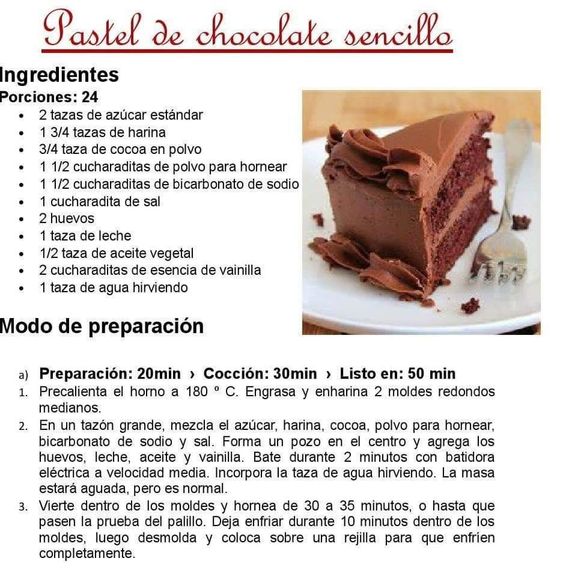 Pastel de chocolate sencillo
Ingredientes
Porciones: 24
• 2 tazas de azúcar estándar
• 1 3/4 tazas de harina
• 3/4 taza de cocoa en polvo
• 1 1/2 cucharaditas de polvo para hornear
• 1 1/2 cucharaditas de bicarbonato de sodio
• 1 cucharadita de sal
• 2 huevos
• 1 taza de leche
• 1/2 taza de aceite vegetal
• 2 cucharaditas de esencia de vainilla
• 1 taza de agua hirviendo
Modo de preparación
a) Preparación: 20min › Cocción: 30min › Listo en: 50 min
1. Precalienta el horno a 180 º C. Engrasa y enharina 2 moldes redondos
medianos.
2. En un tazón grande, mezcla el azúcar, harina, cocoa, polvo para hornear,
bicarbonato de sodio y sal. Forma un pozo en el centro y agrega los
huevos, leche, aceite y vainilla. Bate durante 2 minutos con batidora
eléctrica a velocidad media. Incorpora la taza de agua hirviendo. La masa
estará aguada, pero es normal.
3. Vierte dentro de los moldes y hornea de 30 a 35 minutos, o hasta que
pasen la prueba del palillo. Deja enfriar durante 10 minutos dentro de los
moldes, luego desmolda y coloca sobre una rejilla para que enfríen
completamente.